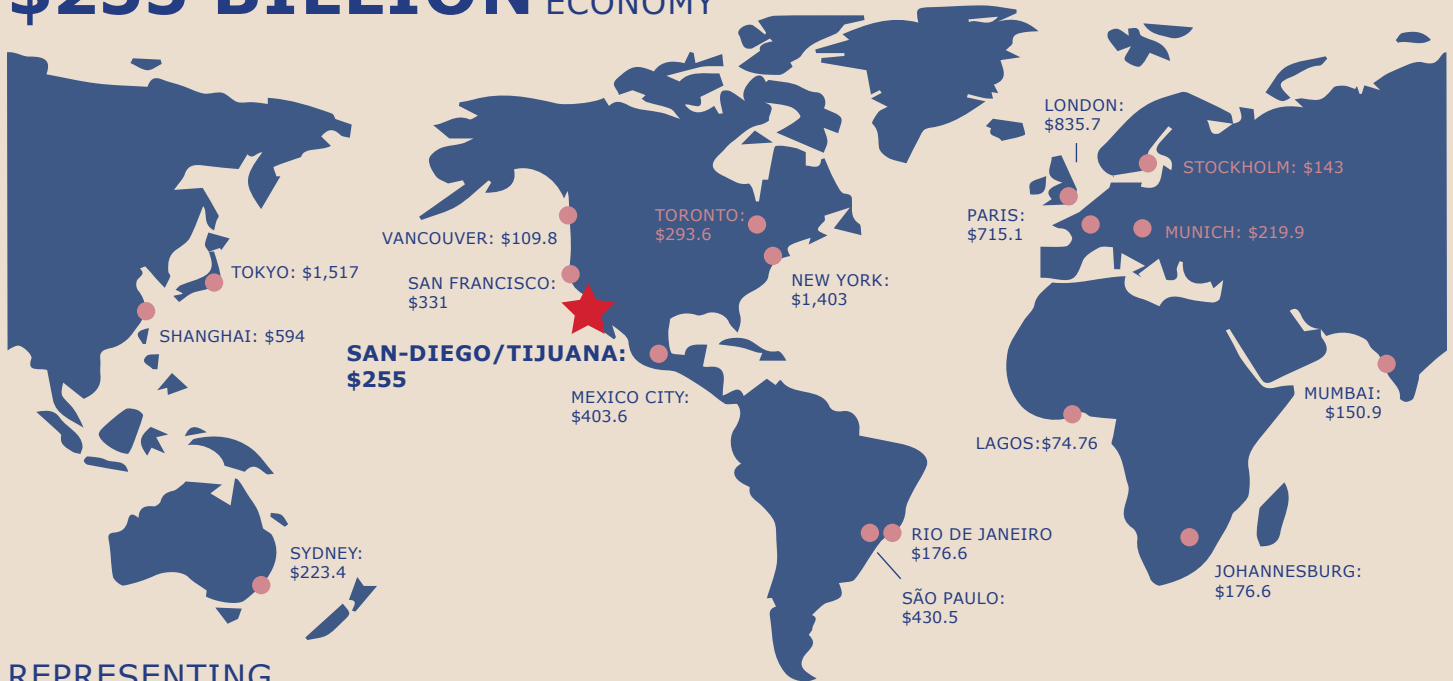 $255 BILLION ECONOMY
LONDON:
$835.7
STOCKHOLM: $143
PARIS:
$715.1
TORONTO:
$293.6
MUNICH: $219.9
VANCOUVER: $109.8
TOKYO: $1,517
SAN FRANCISCO:
$331
NEW YORK:
$1,403
SHANGHAI: $594
SAN-DIEGO/TIJUANA:
$255
MEXICO CITY:
$403.6
MUMBAI:
$150.9
LAGOS:$74.76
RIO DE JANEIRO
$176.6
SYDNEY:
$223.4
JOHANNESBURG:
$176.6
SÃO PAULO:
$430.5
REPRESENTING